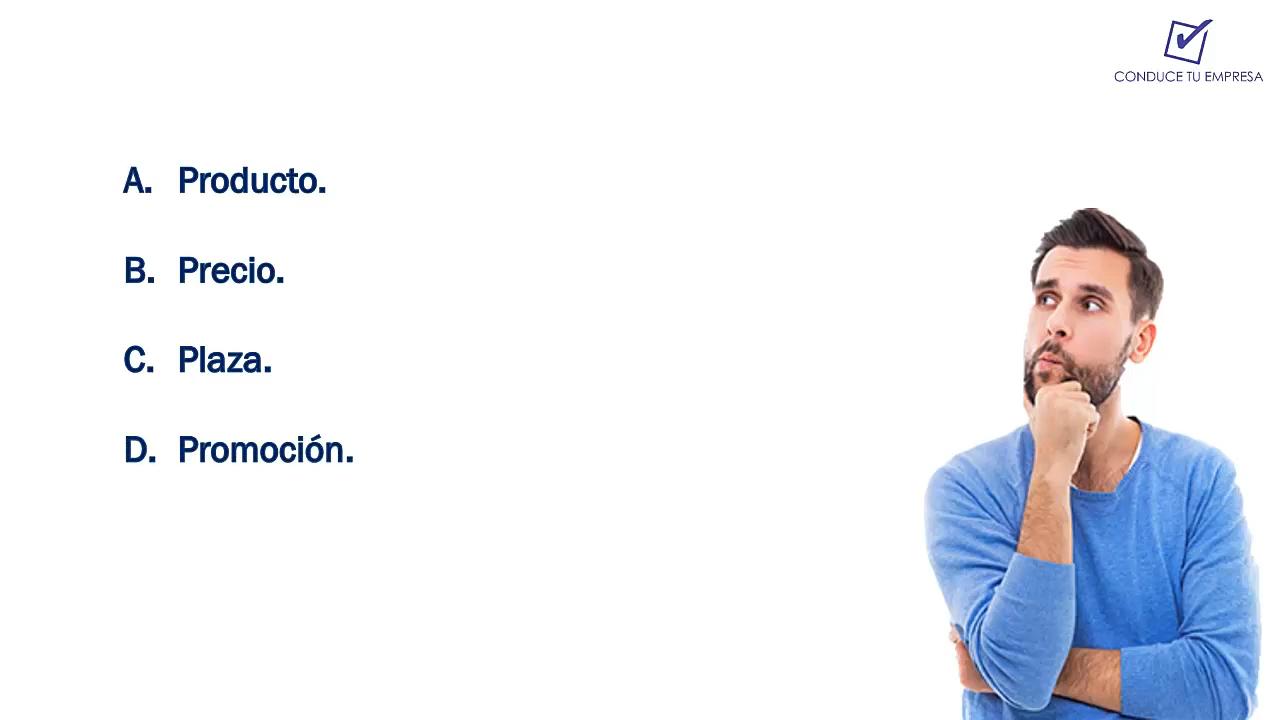 CONDUCE TU EMPRESA
A. Producto.
B. Precio.
C. Plaza.
D. Promoción.